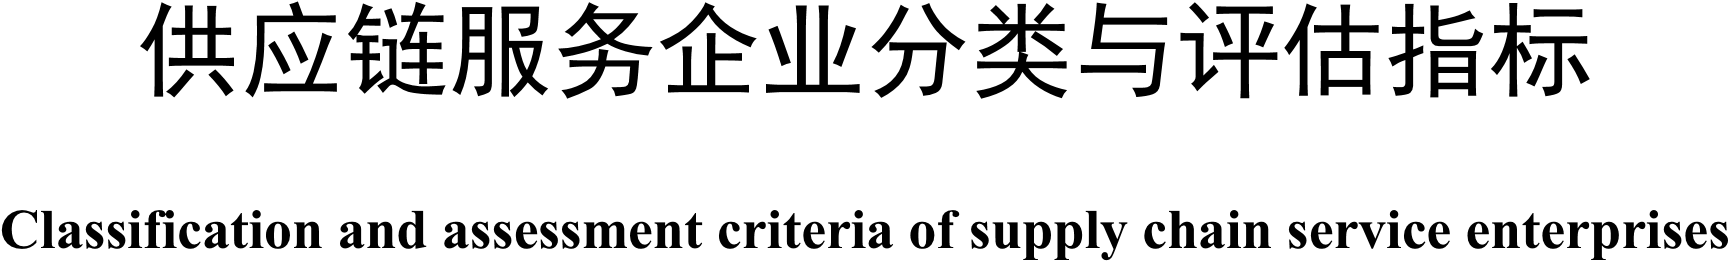 供应链服务企业分类与评估指标
Classification and assessment criteria of supply chain service enterprises